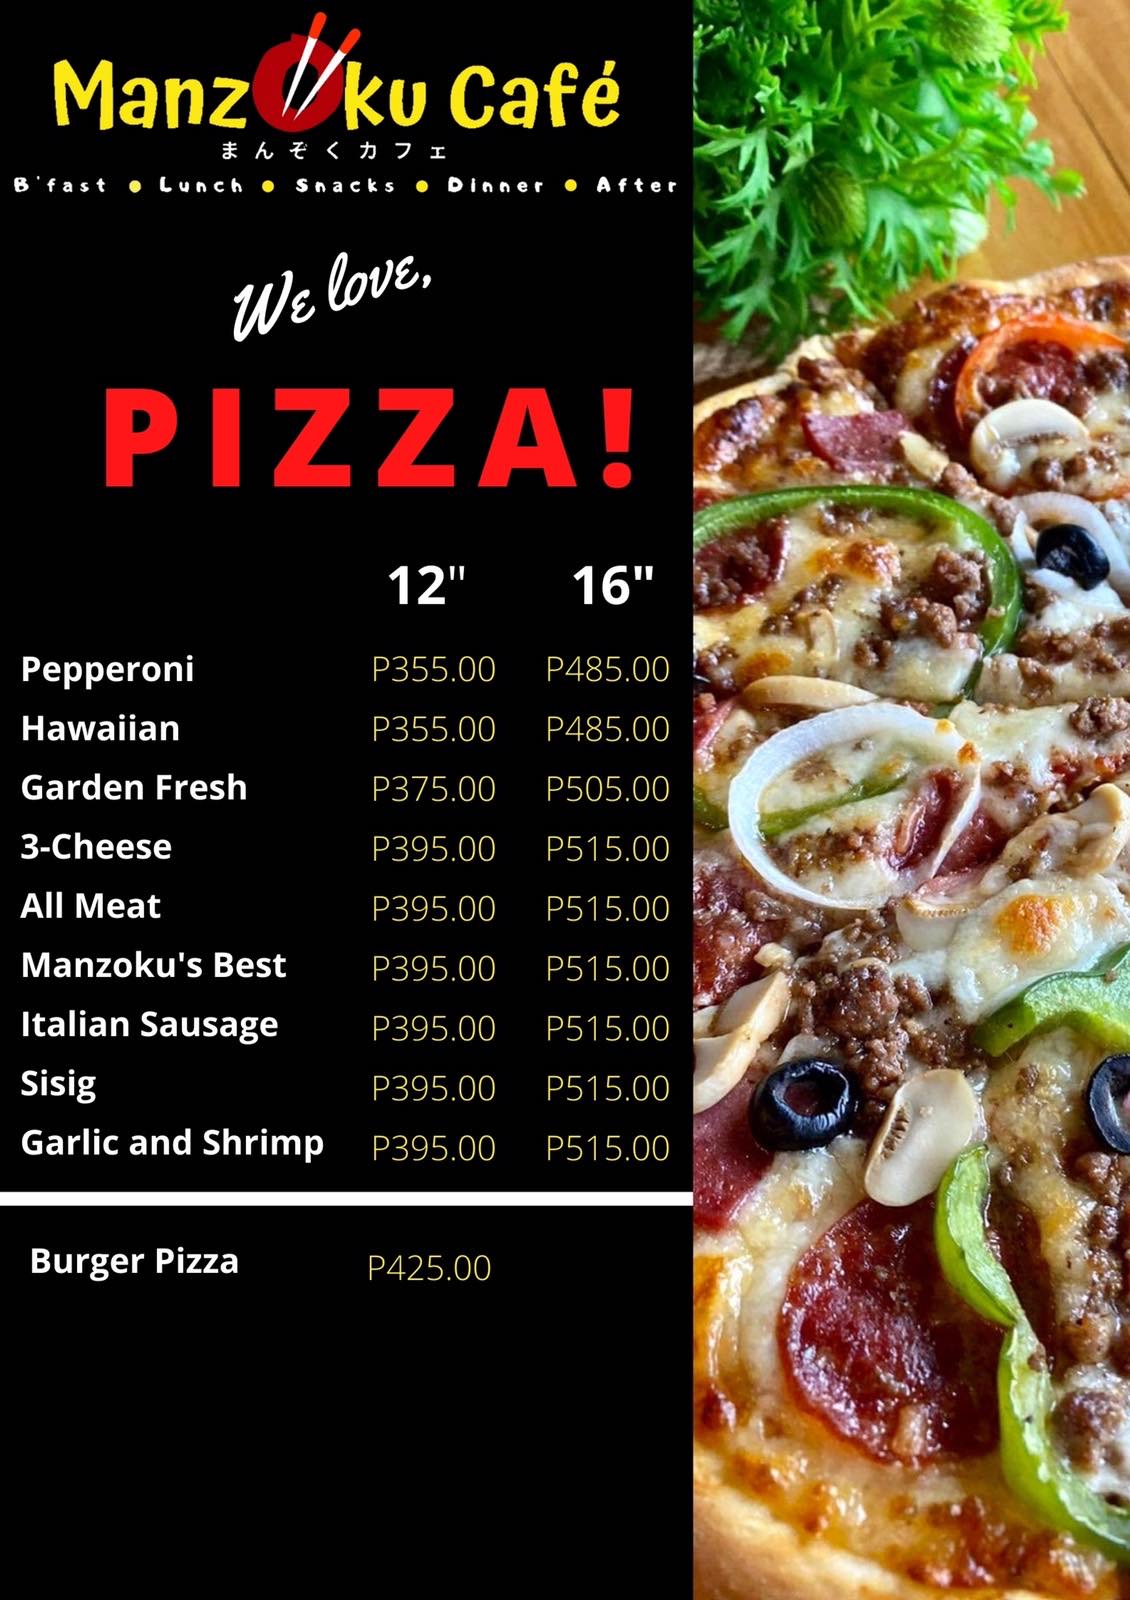 Manzoku Café
まんぞくカフェ
B'fast ● Lunch ● Snacks ● Dinner ● After
We love,
PIZZA!
12" 16"
Pepperoni P355.00 P485.00
Hawaiian P355.00 P485.00
Garden Fresh P375.00 P505.00
3-Cheese P395.00 P515.00
All Meat P395.00 P515.00
Manzoku's Best P395.00 P515.00
Italian Sausage P395.00 P515.00
Sisig P395.00 P515.00
Garlic and Shrimp P395.00 P515.00
Burger Pizza P425.00